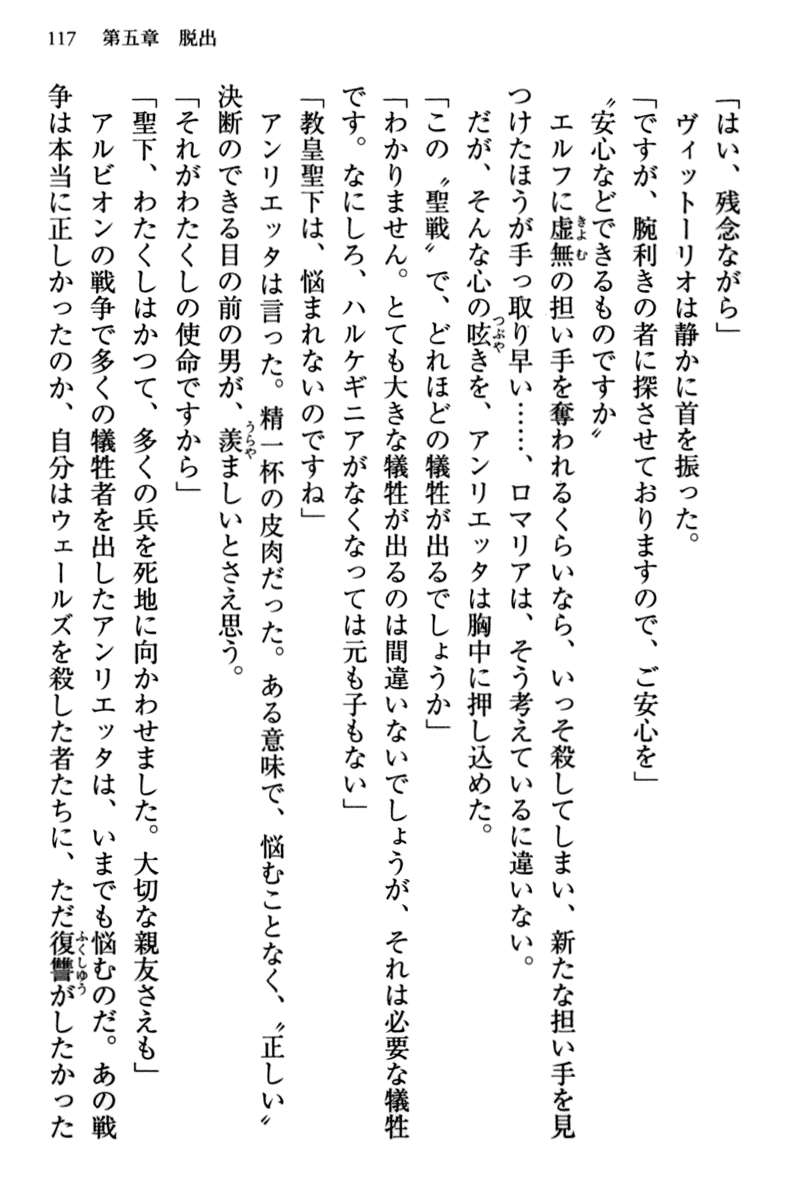 117　第五章　脱出
「はい、残念ながら」
　ヴィットーリオは静かに首を振った。
「ですが、腕利きの者に探させておりますので、ご安心を」
〝安心などできるものですか〟
　エルフに虚無の担い手を奪われるくらいなら、いっそ殺してしまい、新たな担い手を見
つけたほうが手っ取り早い……、ロマリアは、そう考えているに違いない。
　だが、そんな心の呟きを、アンリエッタは胸中に押し込めた。
「この〝聖戦〟で、どれほどの犠牲が出るでしょうか」
「わかりません。とても大きな犠牲が出るのは間違いないでしょうが、それは必要な犠牲
です。なにしろ、ハルケギニアがなくなっては元も子もない」
「教皇聖下は、悩まれないのですね」
　アンリエッタは言った。精一杯の皮肉だった。ある意味で、悩むことなく、〝正しい〟
決断のできる目の前の男が、羨ましいとさえ思う。
「それがわたくしの使命ですから」
「聖下、わたくしはかつて、多くの兵を死地に向かわせました。大切な親友さえも」
　アルビオンの戦争で多くの犠牲者を出したアンリエッタは、いまでも悩むのだ。あの戦
争は本当に正しかったのか、自分はウェールズを殺した者たちに、ただ復讐がしたかった